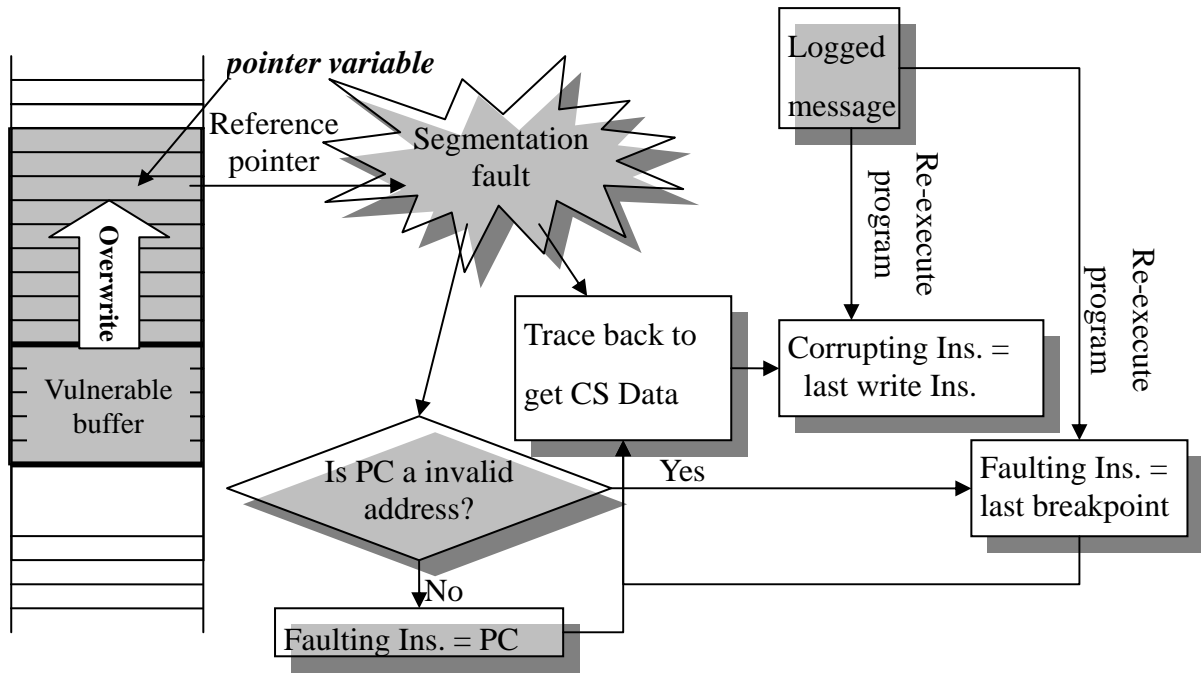 pointer variable
Reference
pointer
Segmentation
fault
Logged
message
Re-execute
program
Re-execute
program
Overwrite
Vulnerable
buffer
Trace back to
get CS Data
Corrupting Ins. =
last write Ins.
Is PC a invalid
address?
Yes
Faulting Ins. =
last breakpoint
No
Faulting Ins. = PC